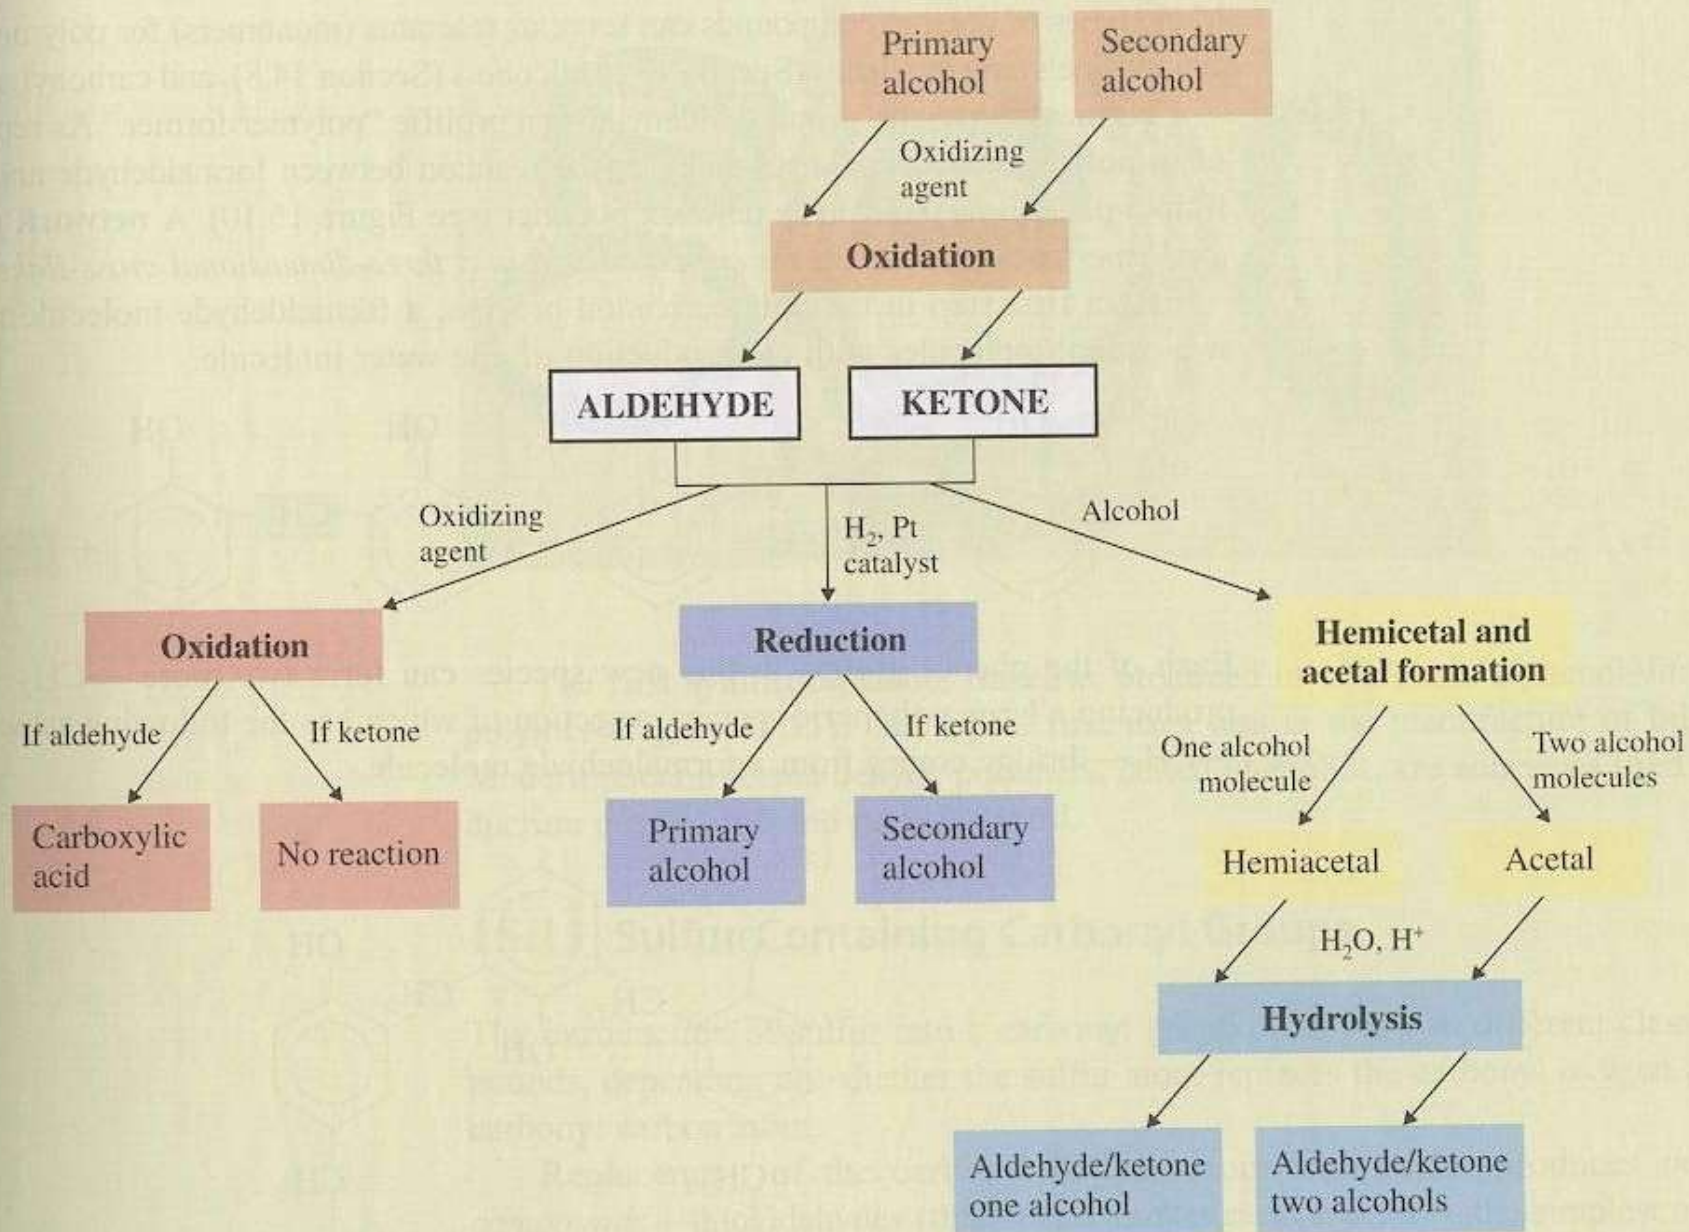 Primary
alcohol
Secondary
alcohol
Oxidizing
agent
Oxidation
ALDEHYDE
KETONE
Oxidizing
agent
H₂, Pt
catalyst
Alcohol
Oxidation
Reduction
Hemicetal and
acetal formation
If aldehyde
If ketone
If aldehyde
If ketone
One alcohol
molecule
Two alcohol
molecules
Carboxylic
acid
No reaction
Primary
alcohol
Secondary
alcohol
Hemiacetal
Acetal
H₂O, H⁺
Hydrolysis
Aldehyde/ketone
one alcohol
Aldehyde/ketone
two alcohols